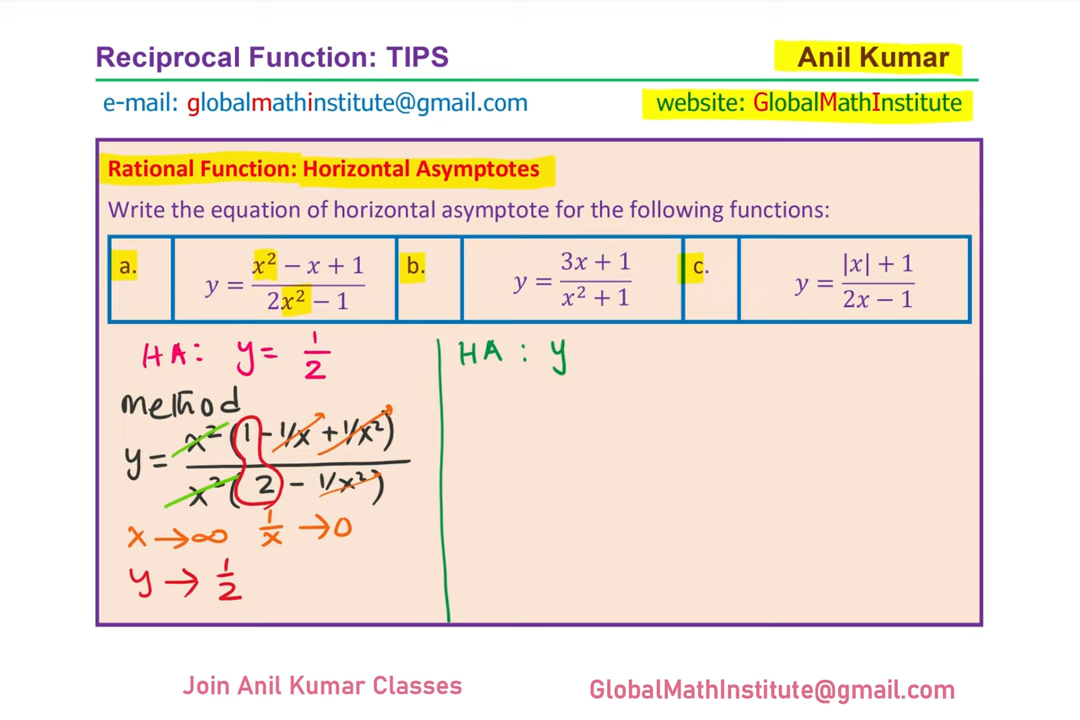 Reciprocal Function: TIPS
Anil Kumar
e-mail: globalmathinstitute@gmail.com
website: GlobalMathInstitute
Rational Function: Horizontal Asymptotes
Write the equation of horizontal asymptote for the following functions:
a. y = (x² − x + 1)/(2x² − 1) b. y = (3x + 1)/(x² + 1) c. y = (|x| + 1)/(2x − 1)
HA: y = 1/2
method
y = x²(1 − 1/x + 1/x²)/x²(2 − 1/x²)
x → ∞ 1/x → 0
y → 1/2
HA : y
Join Anil Kumar Classes
GlobalMathInstitute@gmail.com